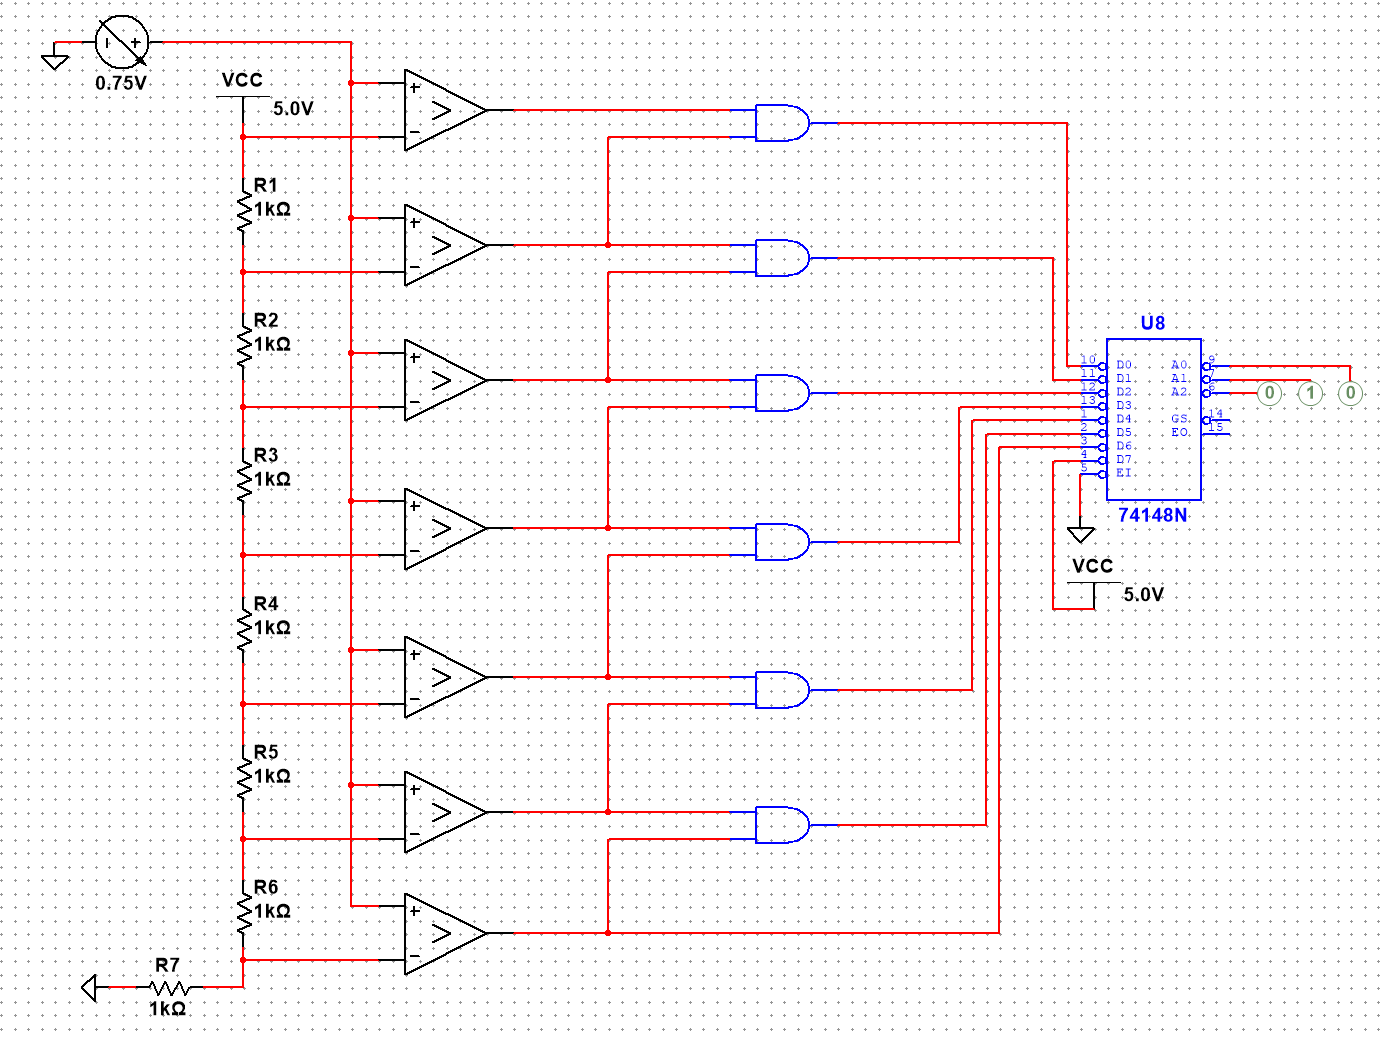 0.75V
VCC
5.0V
+
−
R1
1kΩ
+
−
R2
1kΩ
+
−
R3
1kΩ
+
−
R4
1kΩ
+
−
R5
1kΩ
+
−
R6
1kΩ
+
−
R7
1kΩ
U8
10 D0 A0 9
11 D1 A1 7
12 D2 A2 6
13 D3
1 D4 GS 14
2 D5 EO 15
3 D6
4 D7
5 EI
0 1 0
74148N
VCC
5.0V